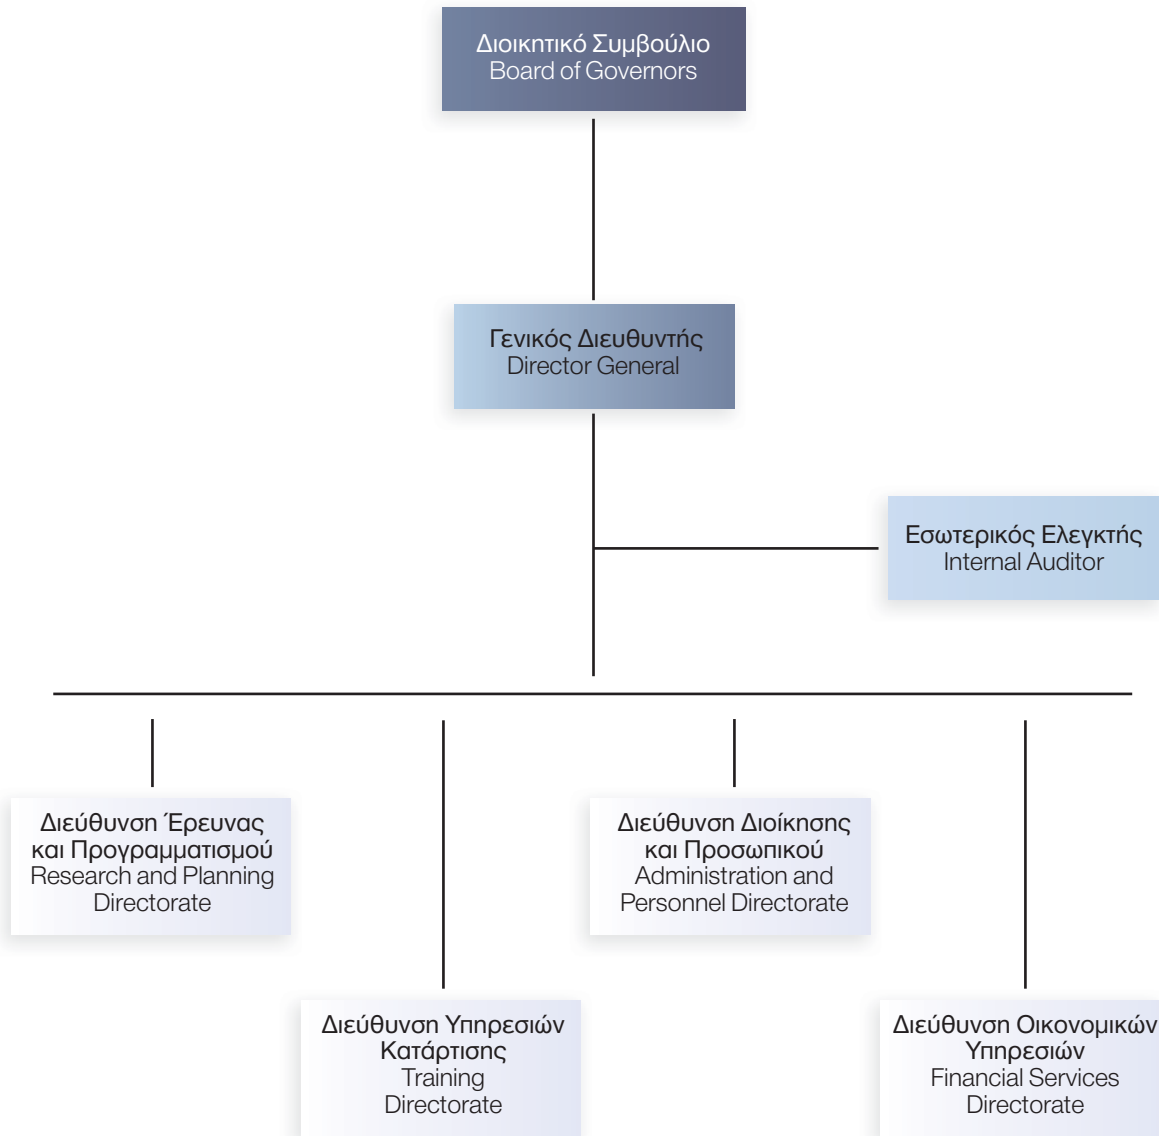 Διοικητικό Συμβούλιο
Board of Governors
Γενικός Διευθυντής
Director General
Εσωτερικός Ελεγκτής
Internal Auditor
Διεύθυνση Έρευνας
και Προγραμματισμού
Research and Planning
Directorate
Διεύθυνση Διοίκησης
και Προσωπικού
Administration and
Personnel Directorate
Διεύθυνση Υπηρεσιών
Κατάρτισης
Training
Directorate
Διεύθυνση Οικονομικών
Υπηρεσιών
Financial Services
Directorate